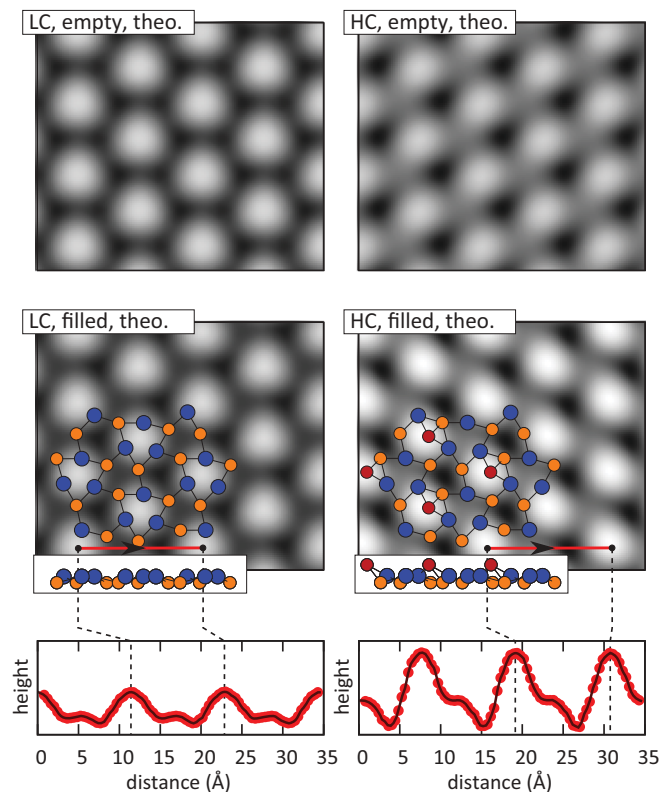 LC, empty, theo.
HC, empty, theo.
LC, filled, theo.
HC, filled, theo.
height
0 5 10 15 20 25 30 35
distance (Å)
height
0 5 10 15 20 25 30 35
distance (Å)